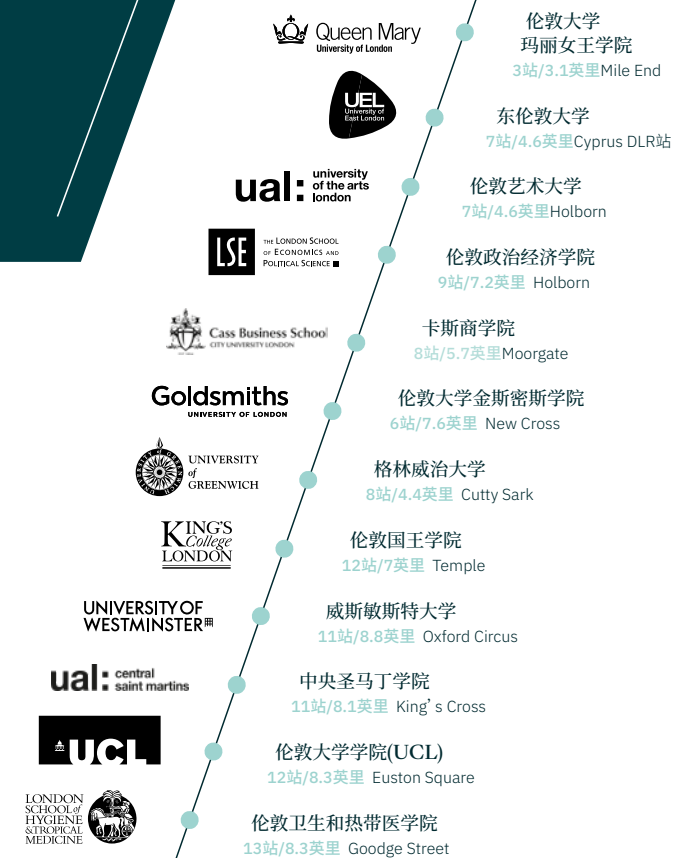 Queen Mary
University of London
伦敦大学
玛丽女王学院
3站/3.1英里Mile End
UEL
University of
East London
东伦敦大学
7站/4.6英里Cyprus DLR站
ual:
university
of the arts
london
伦敦艺术大学
7站/4.6英里Holborn
LSE
THE LONDON SCHOOL
OF ECONOMICS AND
POLITICAL SCIENCE
伦敦政治经济学院
9站/7.2英里 Holborn
Cass Business School
CITY UNIVERSITY LONDON
卡斯商学院
8站/5.7英里Moorgate
Goldsmiths
UNIVERSITY OF LONDON
伦敦大学金斯密斯学院
6站/7.6英里 New Cross
UNIVERSITY
of
GREENWICH
格林威治大学
8站/4.4英里 Cutty Sark
KING'S
College
LONDON
伦敦国王学院
12站/7英里 Temple
UNIVERSITY OF
WESTMINSTER
威斯敏斯特大学
11站/8.8英里 Oxford Circus
ual:
central
saint martins
中央圣马丁学院
11站/8.1英里 King’s Cross
UCL
伦敦大学学院(UCL)
12站/8.3英里 Euston Square
LONDON
SCHOOL of
HYGIENE
&TROPICAL
MEDICINE
伦敦卫生和热带医学院
13站/8.3英里 Goodge Street